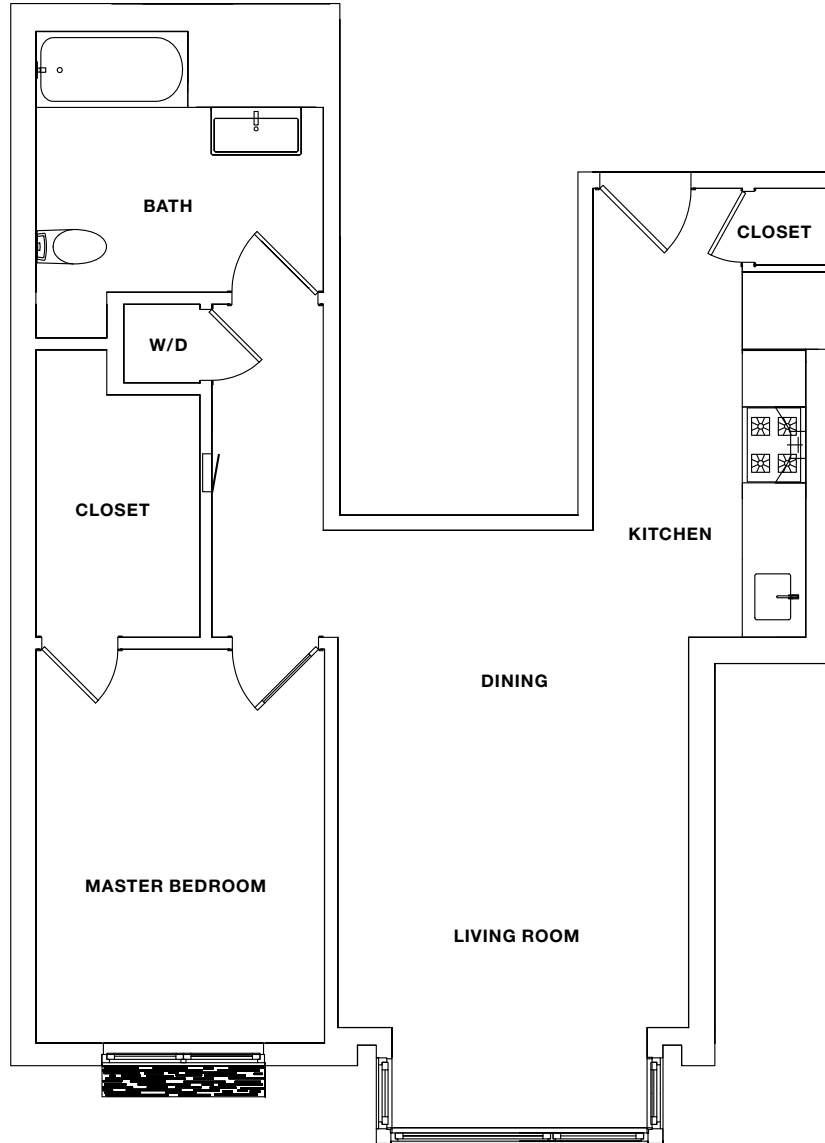 BATH
CLOSET
W/D
CLOSET
KITCHEN
DINING
MASTER BEDROOM
LIVING ROOM